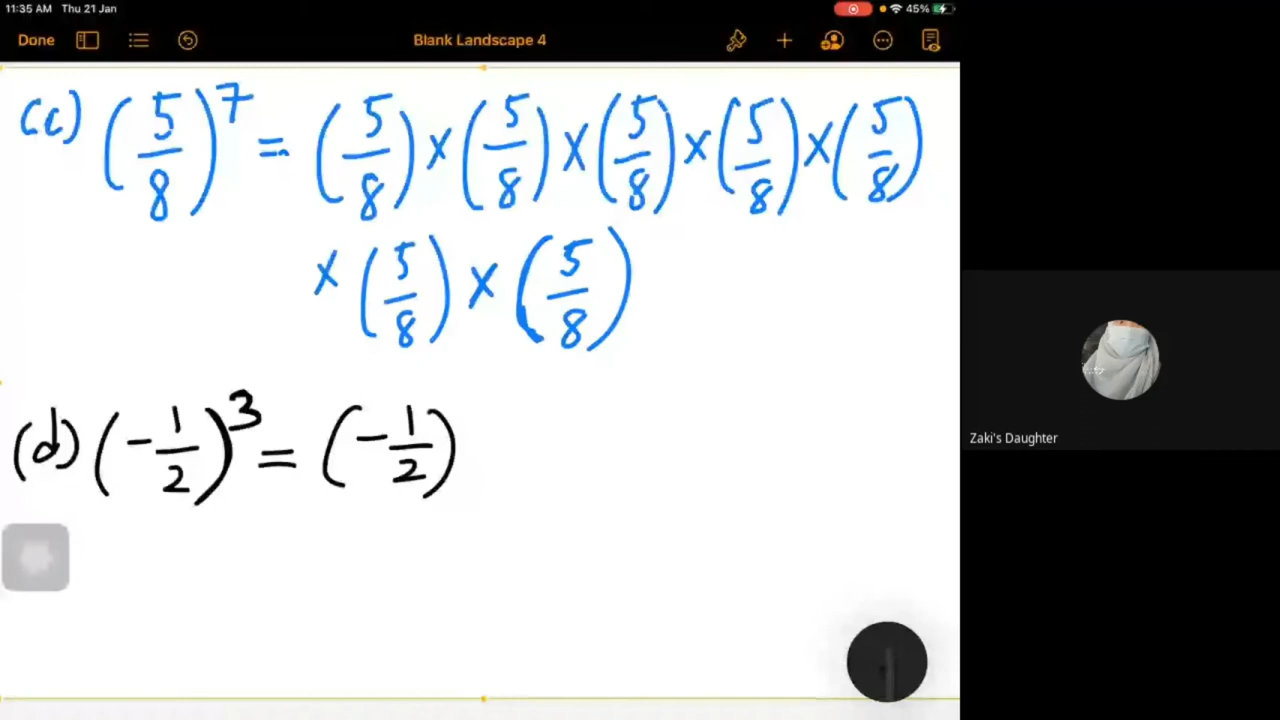 11:35 AM Thu 21 Jan 45%
Done Blank Landscape 4
(c) (5/8)^7 = (5/8) × (5/8) × (5/8) × (5/8) × (5/8)
× (5/8) × (5/8)
(d) (-1/2)^3 = (-1/2)
Zaki's Daughter